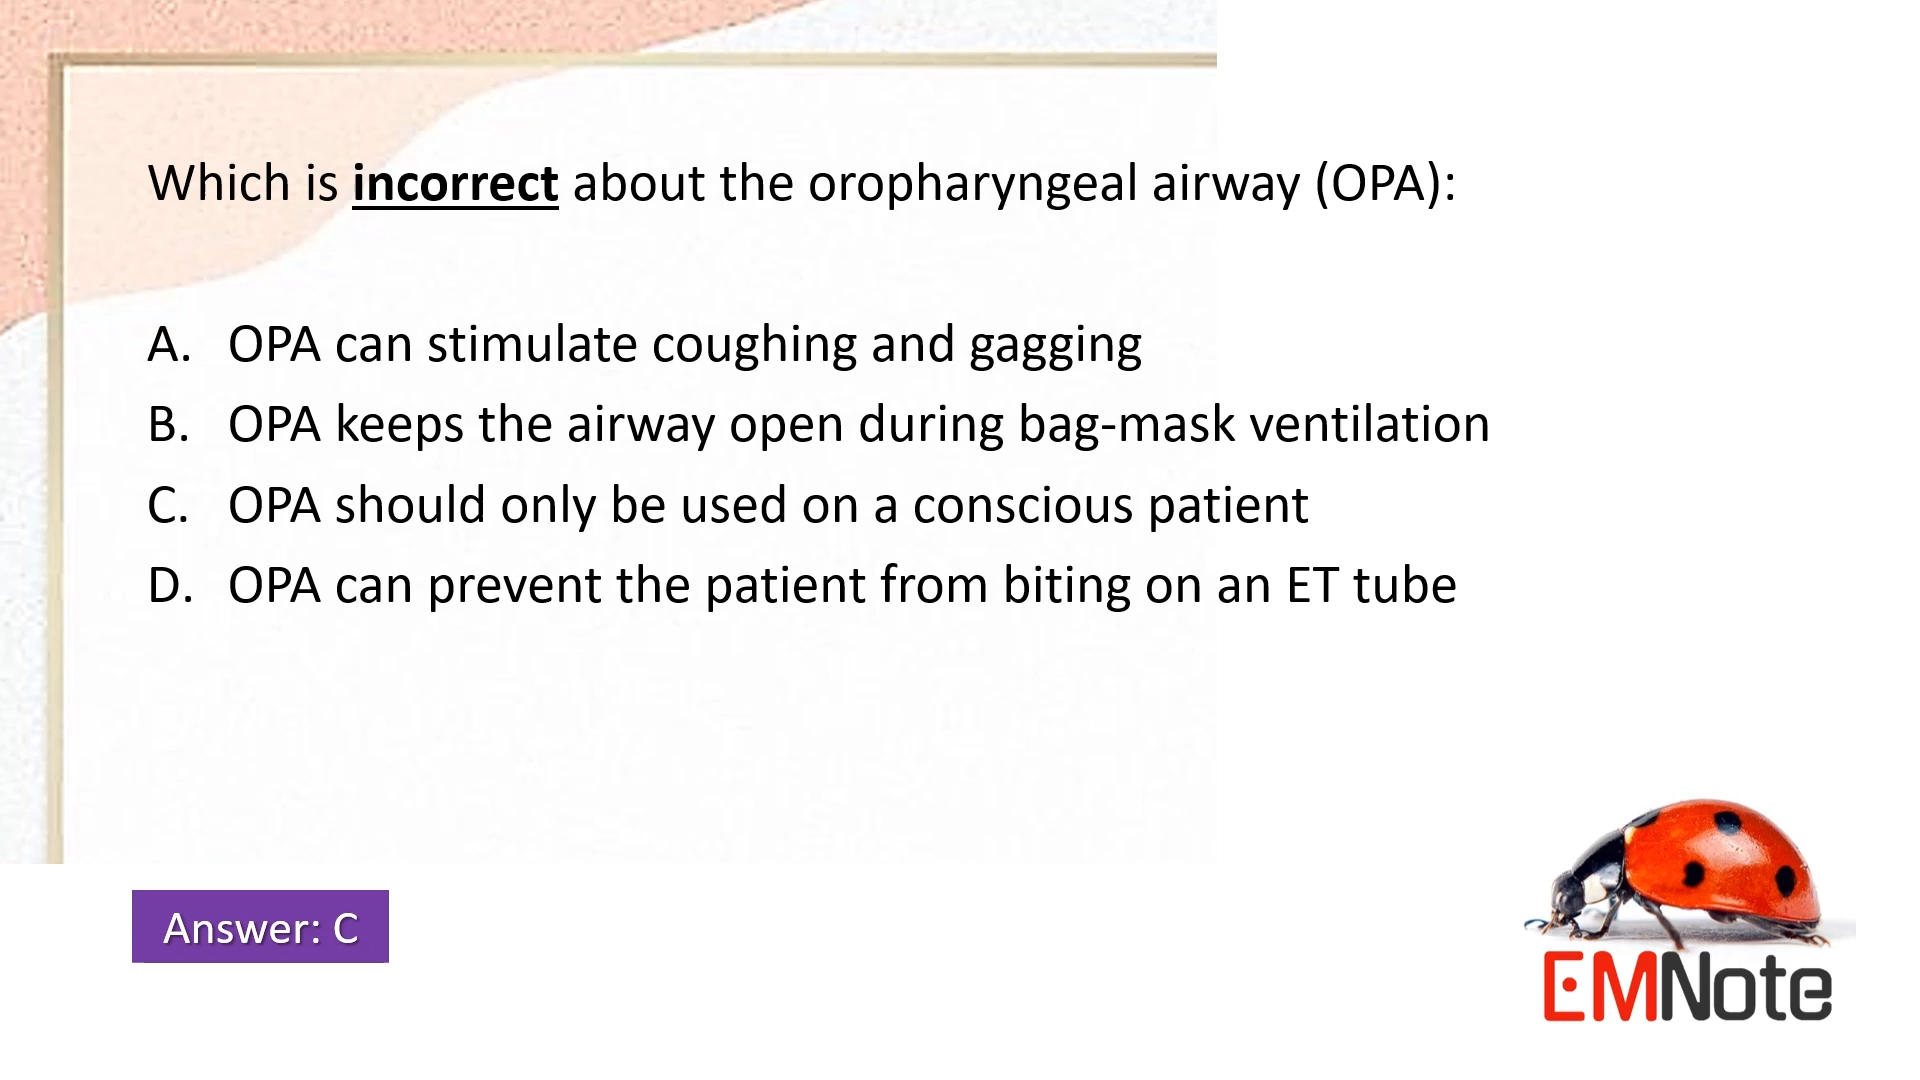 Which is incorrect about the oropharyngeal airway (OPA):
A. OPA can stimulate coughing and gagging
B. OPA keeps the airway open during bag-mask ventilation
C. OPA should only be used on a conscious patient
D. OPA can prevent the patient from biting on an ET tube
Answer: C
EMNote